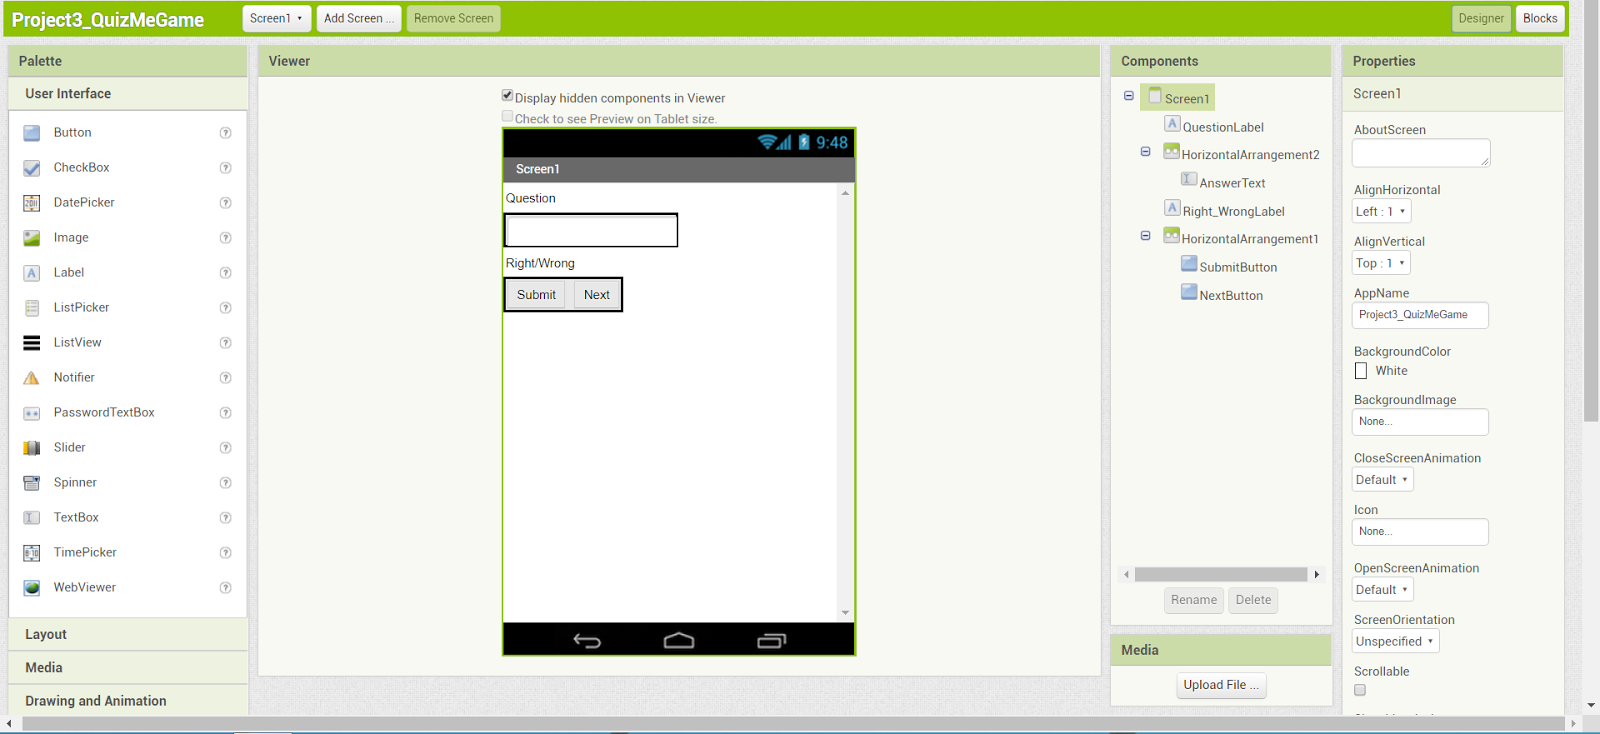 Project3_QuizMeGame
Screen1
Add Screen ...
Remove Screen
Designer
Blocks
Palette
User Interface
Button
CheckBox
DatePicker
Image
Label
ListPicker
ListView
Notifier
PasswordTextBox
Slider
Spinner
TextBox
TimePicker
WebViewer
Layout
Media
Drawing and Animation
Viewer
Display hidden components in Viewer
Check to see Preview on Tablet size.
9:48
Screen1
Question
Right/Wrong
Submit Next
Components
Screen1
QuestionLabel
HorizontalArrangement2
AnswerText
Right_WrongLabel
HorizontalArrangement1
SubmitButton
NextButton
Rename Delete
Media
Upload File ...
Properties
Screen1
AboutScreen
AlignHorizontal
Left : 1
AlignVertical
Top : 1
AppName
Project3_QuizMeGame
BackgroundColor
White
BackgroundImage
None...
CloseScreenAnimation
Default
Icon
None...
OpenScreenAnimation
Default
ScreenOrientation
Unspecified
Scrollable